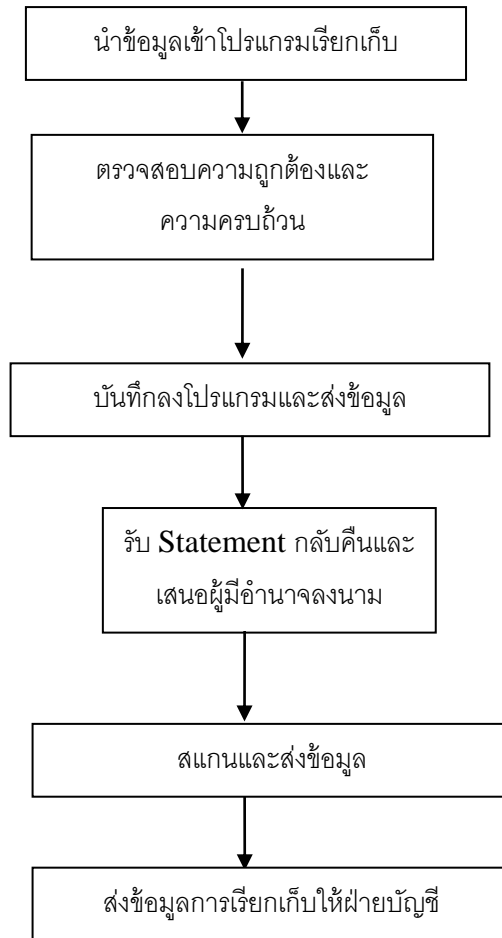 นำข้อมูลเข้าโปรแกรมเรียกเก็บ
ตรวจสอบความถูกต้องและ
ความครบถ้วน
บันทึกลงโปรแกรมและส่งข้อมูล
รับ Statement กลับคืนและ
เสนอผู้มีอำนาจลงนาม
สแกนและส่งข้อมูล
ส่งข้อมูลการเรียกเก็บให้ฝ่ายบัญชี